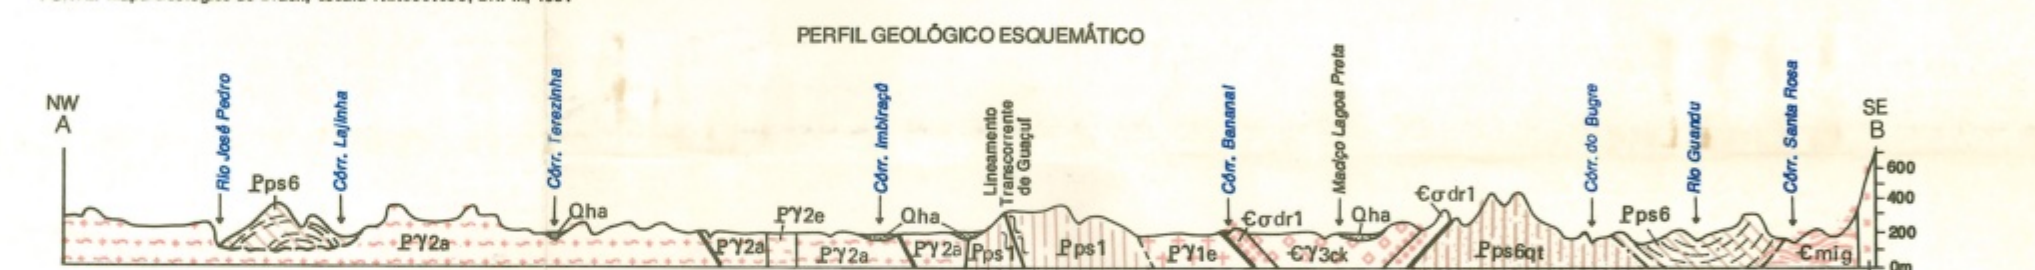 PERFIL GEOLÓGICO ESQUEMÁTICO
NW
A
Rio José Pedro
Córr. Lajinha
Córr. Terezinha
Córr. Imbiraçû
Lineamento
Transcorrente
de Guaçuí
Córr. Bananal
Maciço Lagoa Preta
Córr. do Bugre
Rio Guandu
Córr. Santa Rosa
SE
B
600
400
200
0m
Pps6
Pγ2a
Qha
Pγ2a
Pγ2e
Pγ2a
Qha
Pγ2a
Pps1
Pps1
Pγ1e
Єσdr1
Єγ3ck
Qha
Єσdr1
Pps6qt
Pps6
Єmig